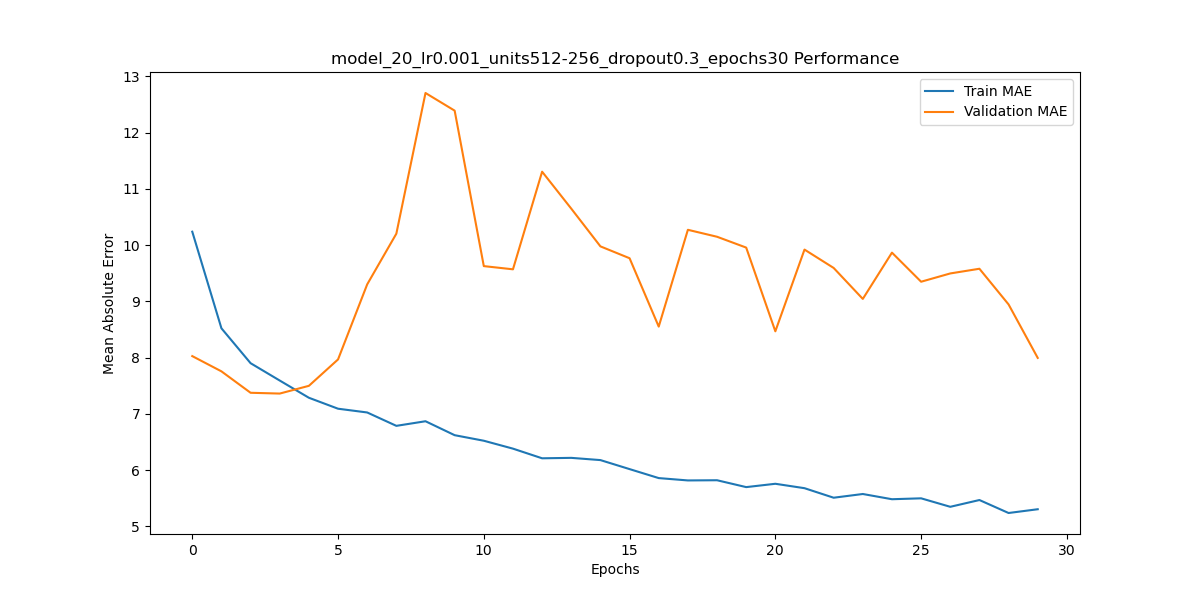 model_20_lr0.001_units512-256_dropout0.3_epochs30 Performance
Train MAE
Validation MAE
Mean Absolute Error
13
12
11
10
9
8
7
6
5
0 5 10 15 20 25 30
Epochs